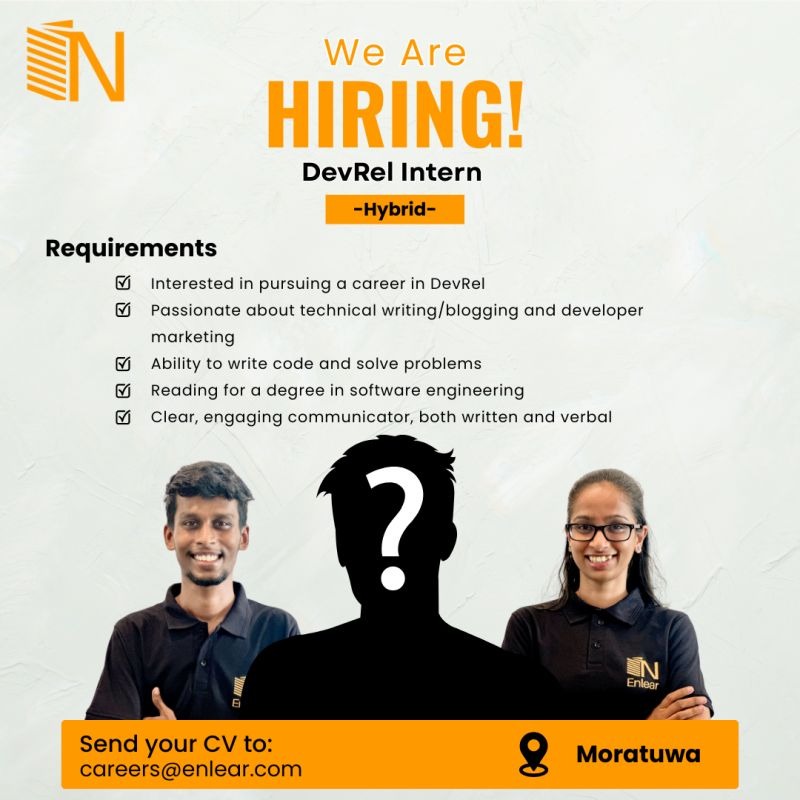 N
We Are
HIRING!
DevRel Intern
-Hybrid-
Requirements
Interested in pursuing a career in DevRel
Passionate about technical writing/blogging and developer
marketing
Ability to write code and solve problems
Reading for a degree in software engineering
Clear, engaging communicator, both written and verbal
?
N
Enlear
E
Send your CV to:
careers@enlear.com
Moratuwa